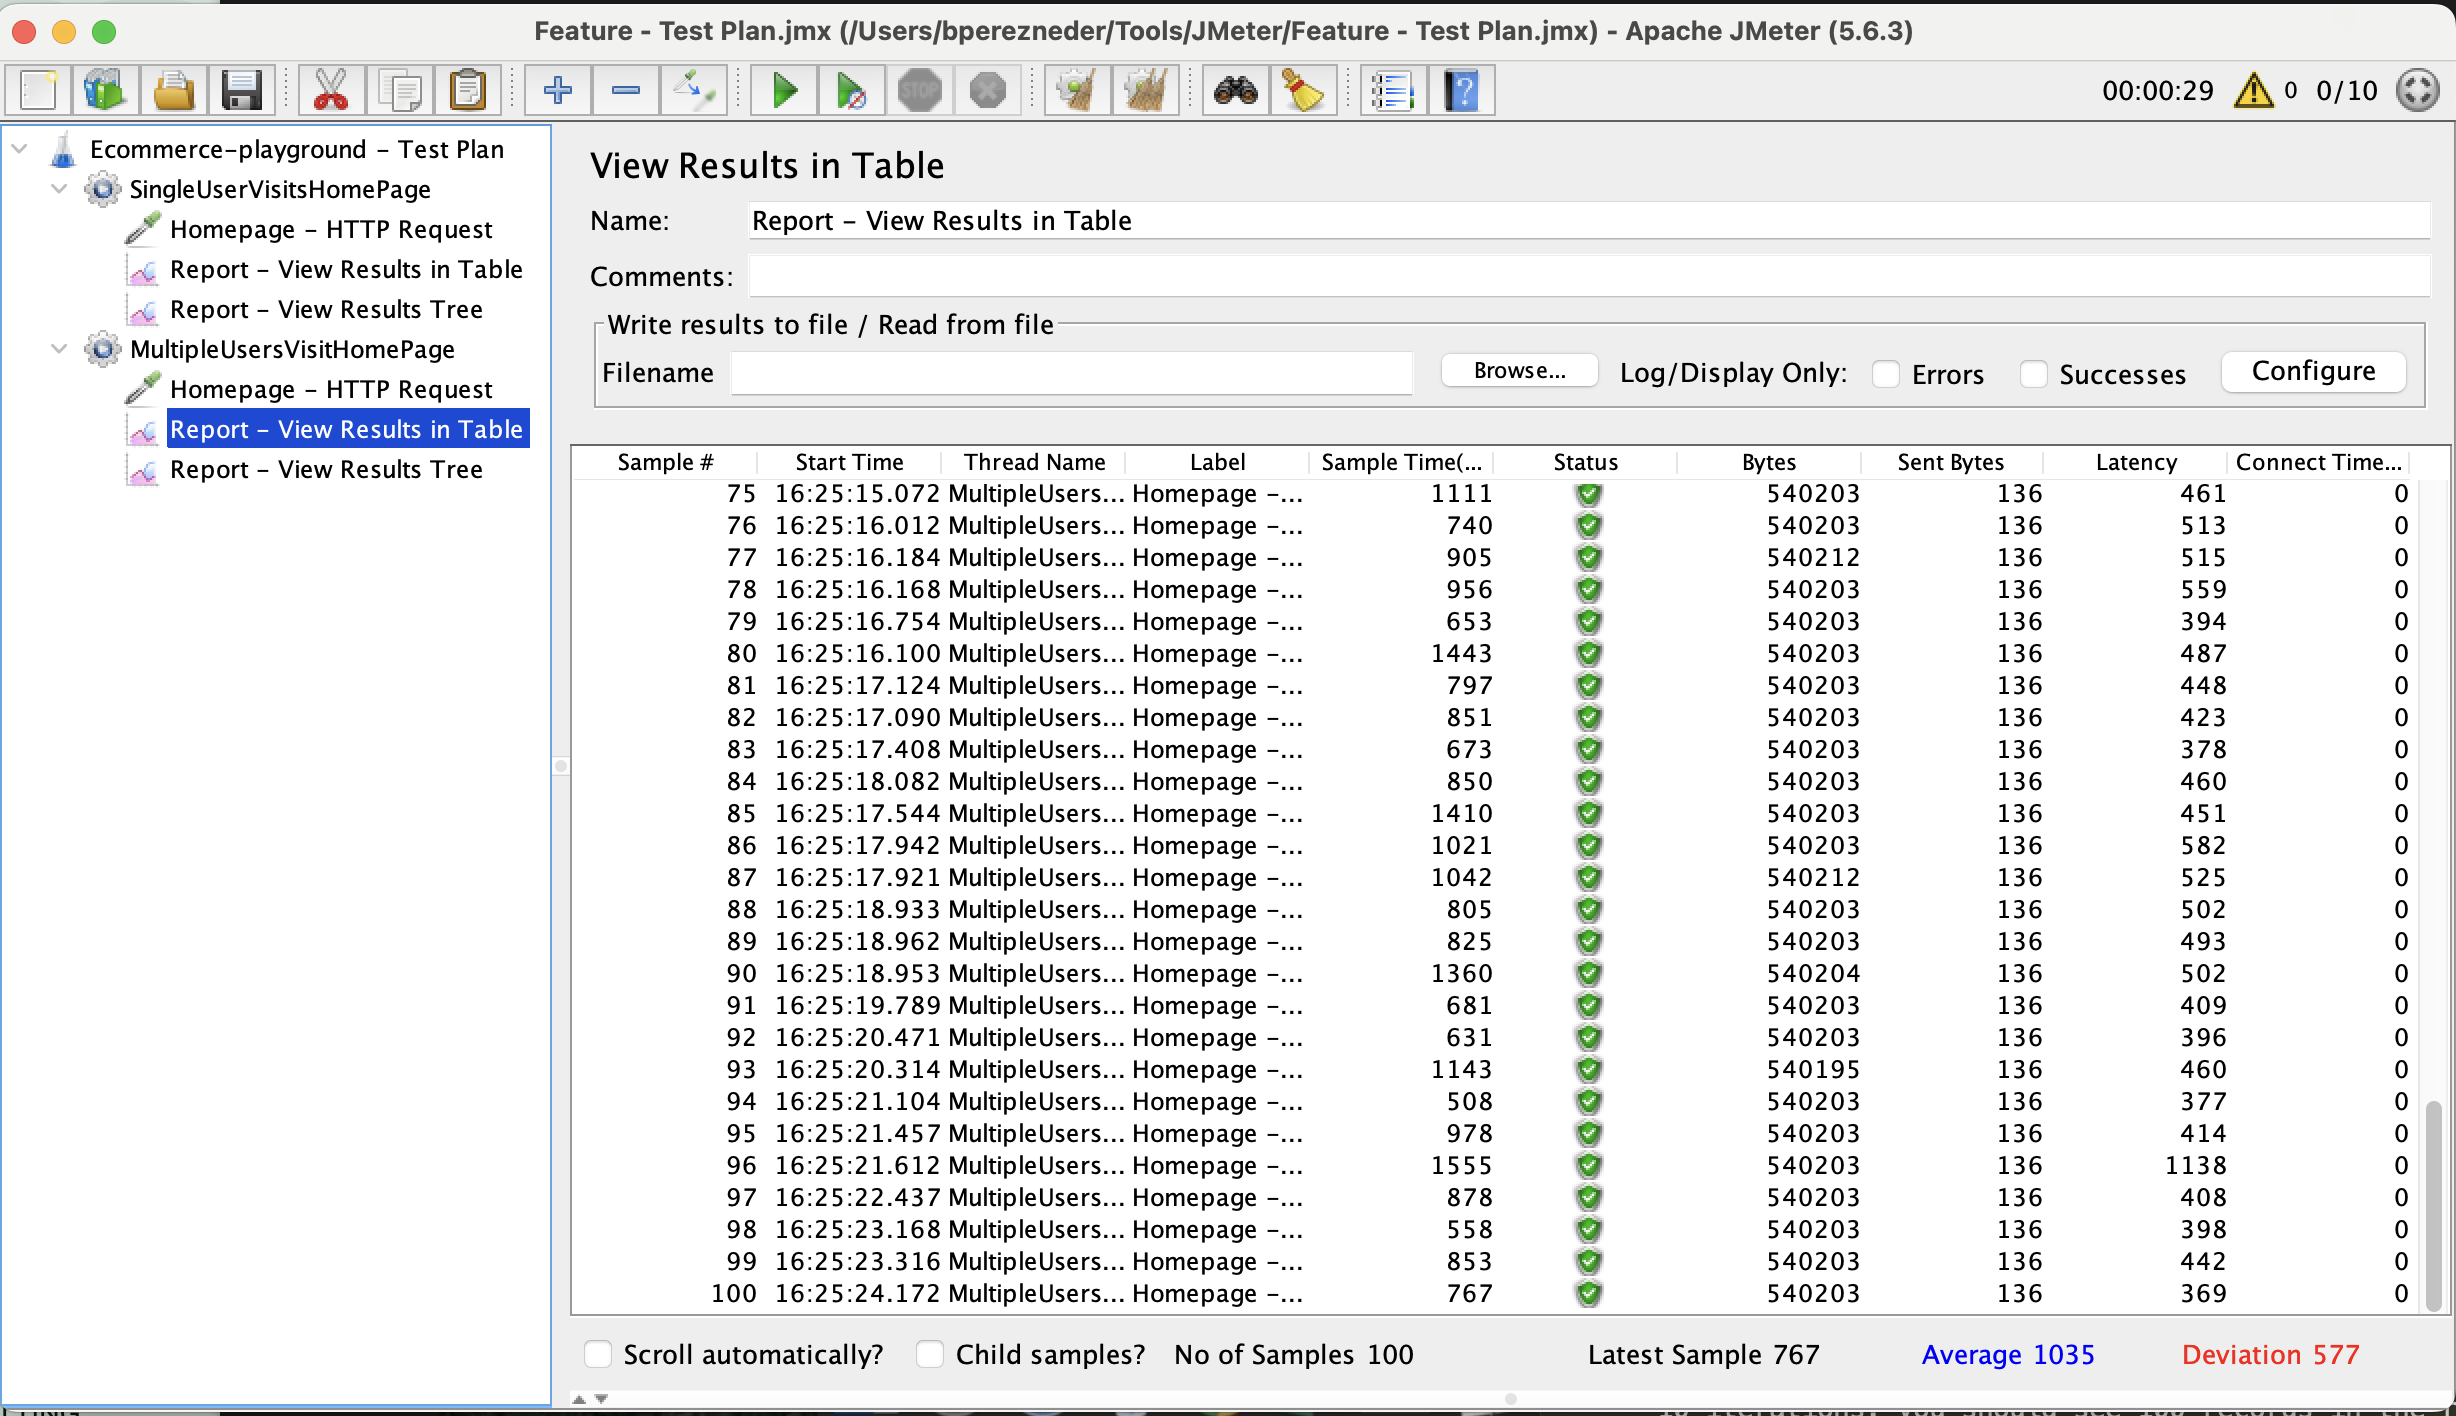 Feature - Test Plan.jmx (/Users/bperezneder/Tools/JMeter/Feature - Test Plan.jmx) - Apache JMeter (5.6.3)
STOP
00:00:29 0 0/10
Ecommerce-playground - Test Plan
SingleUserVisitsHomePage
Homepage - HTTP Request
Report - View Results in Table
Report - View Results Tree
MultipleUsersVisitHomePage
Homepage - HTTP Request
Report - View Results in Table
Report - View Results Tree
View Results in Table
Name: Report - View Results in Table
Comments:
Write results to file / Read from file
Filename Browse... Log/Display Only: Errors Successes Configure
Sample # Start Time Thread Name Label Sample Time(... Status Bytes Sent Bytes Latency Connect Time...
75 16:25:15.072 MultipleUsers... Homepage -... 1111 540203 136 461 0
76 16:25:16.012 MultipleUsers... Homepage -... 740 540203 136 513 0
77 16:25:16.184 MultipleUsers... Homepage -... 905 540212 136 515 0
78 16:25:16.168 MultipleUsers... Homepage -... 956 540203 136 559 0
79 16:25:16.754 MultipleUsers... Homepage -... 653 540203 136 394 0
80 16:25:16.100 MultipleUsers... Homepage -... 1443 540203 136 487 0
81 16:25:17.124 MultipleUsers... Homepage -... 797 540203 136 448 0
82 16:25:17.090 MultipleUsers... Homepage -... 851 540203 136 423 0
83 16:25:17.408 MultipleUsers... Homepage -... 673 540203 136 378 0
84 16:25:18.082 MultipleUsers... Homepage -... 850 540203 136 460 0
85 16:25:17.544 MultipleUsers... Homepage -... 1410 540203 136 451 0
86 16:25:17.942 MultipleUsers... Homepage -... 1021 540203 136 582 0
87 16:25:17.921 MultipleUsers... Homepage -... 1042 540212 136 525 0
88 16:25:18.933 MultipleUsers... Homepage -... 805 540203 136 502 0
89 16:25:18.962 MultipleUsers... Homepage -... 825 540203 136 493 0
90 16:25:18.953 MultipleUsers... Homepage -... 1360 540204 136 502 0
91 16:25:19.789 MultipleUsers... Homepage -... 681 540203 136 409 0
92 16:25:20.471 MultipleUsers... Homepage -... 631 540203 136 396 0
93 16:25:20.314 MultipleUsers... Homepage -... 1143 540195 136 460 0
94 16:25:21.104 MultipleUsers... Homepage -... 508 540203 136 377 0
95 16:25:21.457 MultipleUsers... Homepage -... 978 540203 136 414 0
96 16:25:21.612 MultipleUsers... Homepage -... 1555 540203 136 1138 0
97 16:25:22.437 MultipleUsers... Homepage -... 878 540203 136 408 0
98 16:25:23.168 MultipleUsers... Homepage -... 558 540203 136 398 0
99 16:25:23.316 MultipleUsers... Homepage -... 853 540203 136 442 0
100 16:25:24.172 MultipleUsers... Homepage -... 767 540203 136 369 0
Scroll automatically? Child samples? No of Samples 100 Latest Sample 767 Average 1035 Deviation 577